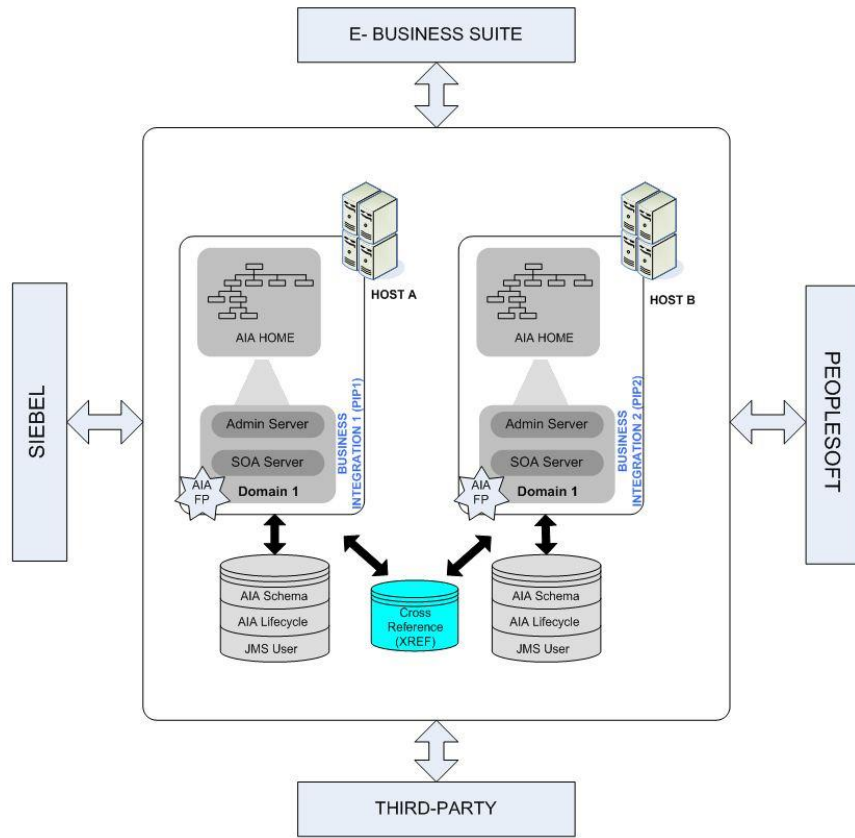 E- BUSINESS SUITE
SIEBEL
PEOPLESOFT
HOST A
AIA HOME
Admin Server
SOA Server
Domain 1
AIA
FP
BUSINESS
INTEGRATION 1 (PIP1)
HOST B
AIA HOME
Admin Server
SOA Server
Domain 1
AIA
FP
BUSINESS
INTEGRATION 2 (PIP2)
AIA Schema
AIA Lifecycle
JMS User
Cross
Reference
(XREF)
AIA Schema
AIA Lifecycle
JMS User
THIRD-PARTY